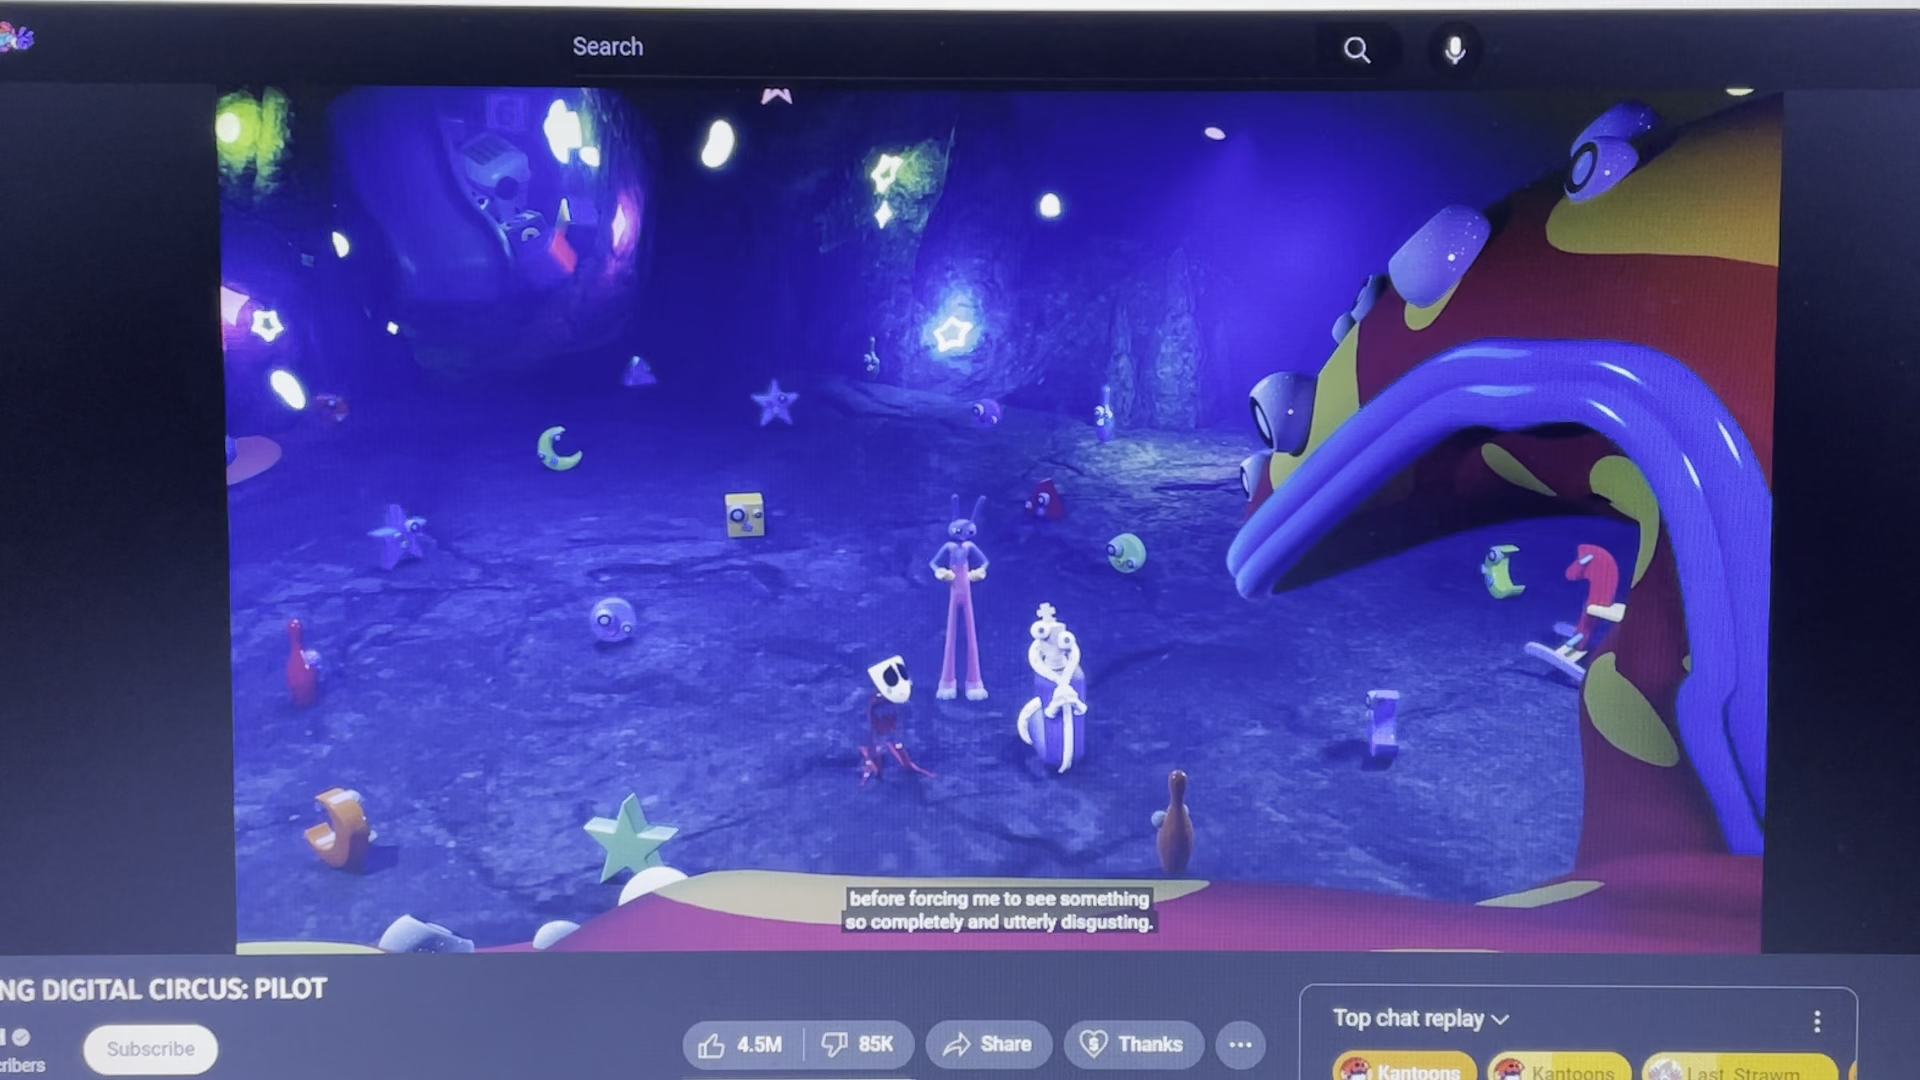 Search
before forcing me to see something
so completely and utterly disgusting.
NG DIGITAL CIRCUS: PILOT
Subscribe
4.5M
85K
Share
Thanks
Top chat replay
Kantoons
Kantoons
Last_Strawm